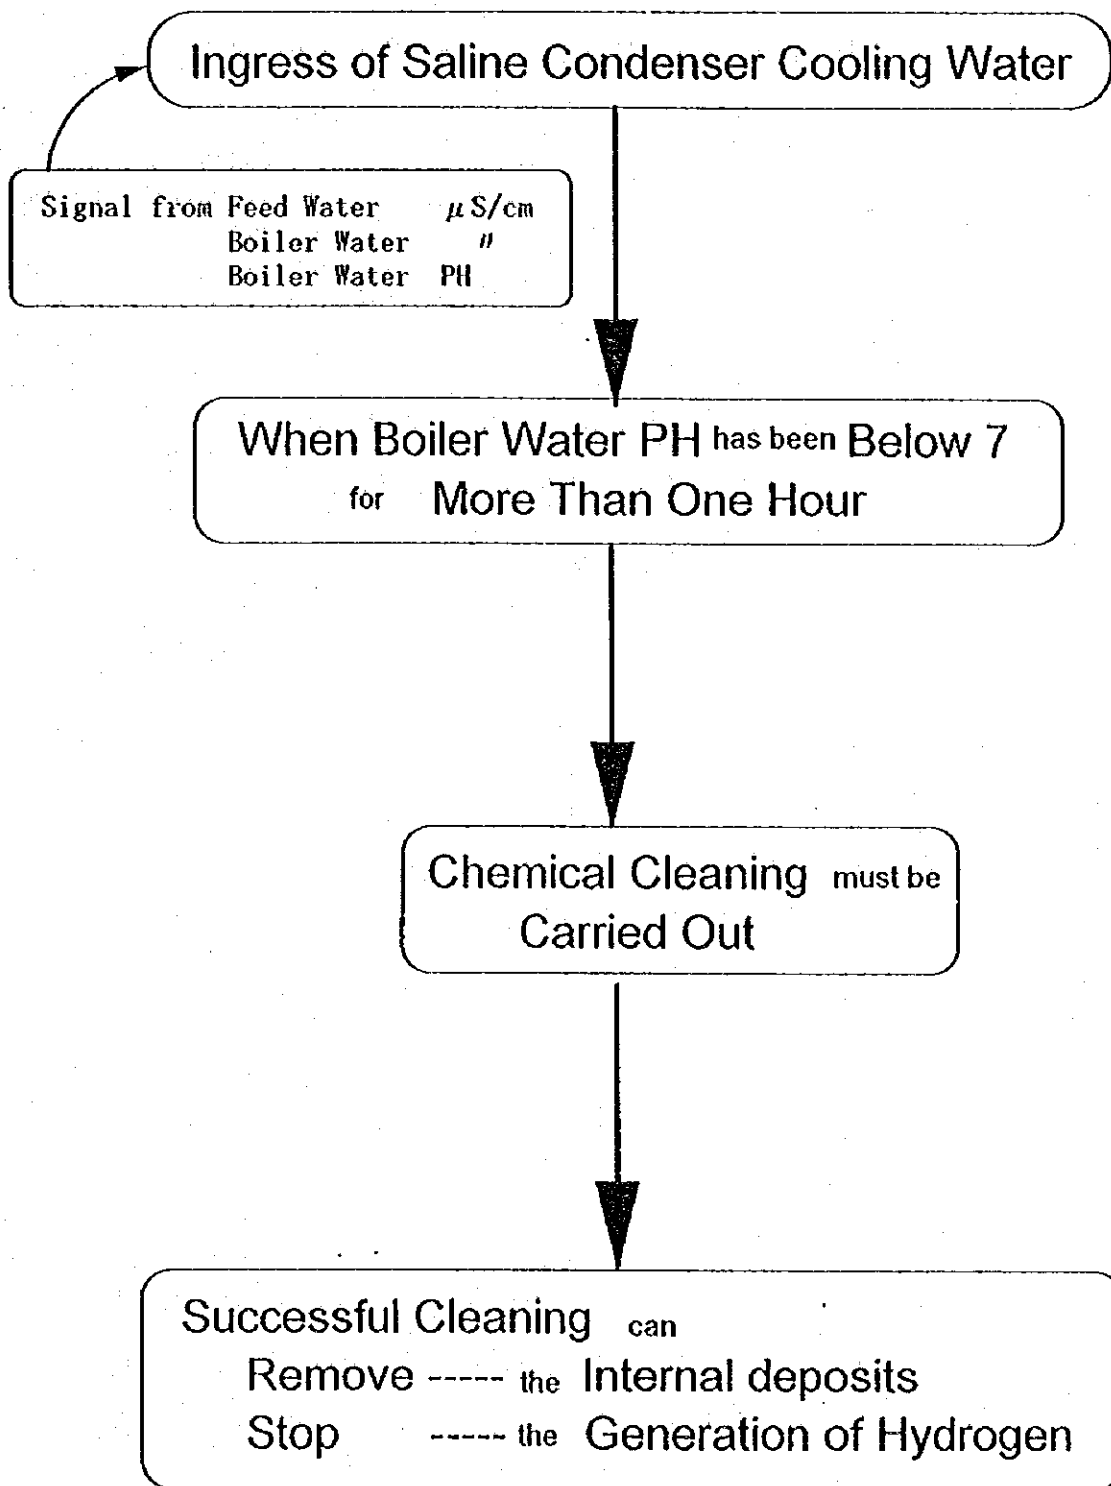 Ingress of Saline Condenser Cooling Water
Signal from Feed Water μS/cm
Boiler Water 〃
Boiler Water PH
When Boiler Water PH has been Below 7
for More Than One Hour
Chemical Cleaning must be
Carried Out
Successful Cleaning can
Remove ----- the Internal deposits
Stop ----- the Generation of Hydrogen